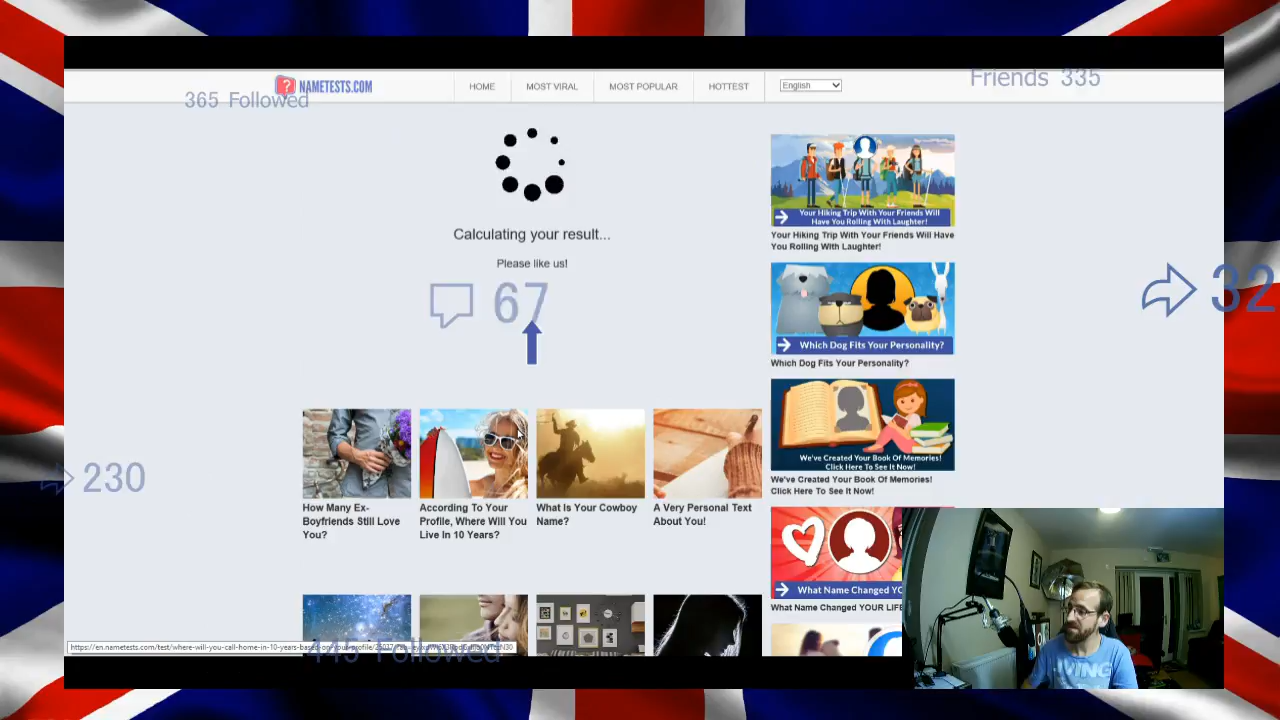 NAMETESTS.COM
HOME
MOST VIRAL
MOST POPULAR
HOTTEST
English
Friends 335
365 Followed
Calculating your result...
Please like us!
67
32
230
Your Hiking Trip With Your Friends Will
Have You Rolling With Laughter!
Your Hiking Trip With Your Friends Will Have
You Rolling With Laughter!
Which Dog Fits Your Personality?
Which Dog Fits Your Personality?
We've Created Your Book Of Memories!
Click Here To See It Now!
We've Created Your Book Of Memories!
Click Here To See It Now!
What Name Changed
What Name Changed YOUR LIFE
How Many Ex-
Boyfriends Still Love
You?
According To Your
Profile, Where Will You
Live In 10 Years?
What Is Your Cowboy
Name?
A Very Personal Text
About You!
Followed